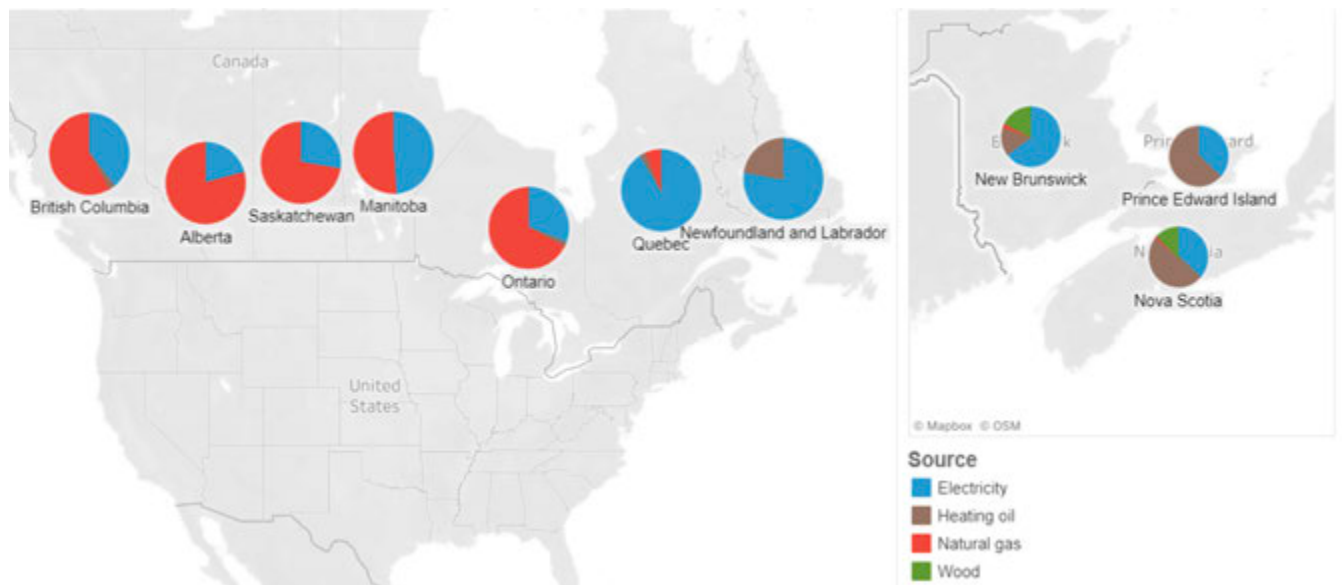 Canada
British Columbia
Alberta
Saskatchewan
Manitoba
Ontario
Quebec
Newfoundland and Labrador
United
States
New Brunswick
Prince Edward Island
Nova Scotia
© Mapbox © OSM
Source
Electricity
Heating oil
Natural gas
Wood